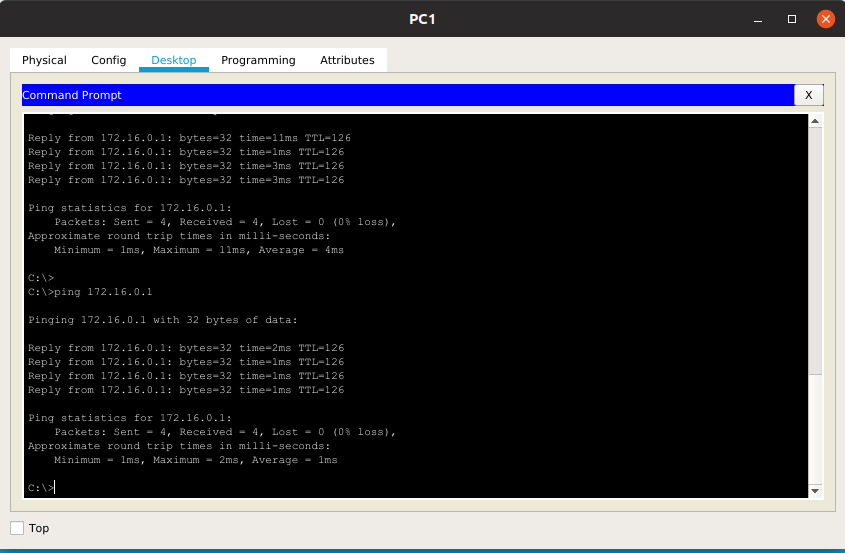 PC1
Physical Config Desktop Programming Attributes
Command Prompt X
Reply from 172.16.0.1: bytes=32 time=11ms TTL=126
Reply from 172.16.0.1: bytes=32 time=1ms TTL=126
Reply from 172.16.0.1: bytes=32 time=3ms TTL=126
Reply from 172.16.0.1: bytes=32 time=3ms TTL=126
Ping statistics for 172.16.0.1:
Packets: Sent = 4, Received = 4, Lost = 0 (0% loss),
Approximate round trip times in milli-seconds:
Minimum = 1ms, Maximum = 11ms, Average = 4ms
C:\>
C:\>ping 172.16.0.1
Pinging 172.16.0.1 with 32 bytes of data:
Reply from 172.16.0.1: bytes=32 time=2ms TTL=126
Reply from 172.16.0.1: bytes=32 time=1ms TTL=126
Reply from 172.16.0.1: bytes=32 time=1ms TTL=126
Reply from 172.16.0.1: bytes=32 time=1ms TTL=126
Ping statistics for 172.16.0.1:
Packets: Sent = 4, Received = 4, Lost = 0 (0% loss),
Approximate round trip times in milli-seconds:
Minimum = 1ms, Maximum = 2ms, Average = 1ms
C:\>
Top